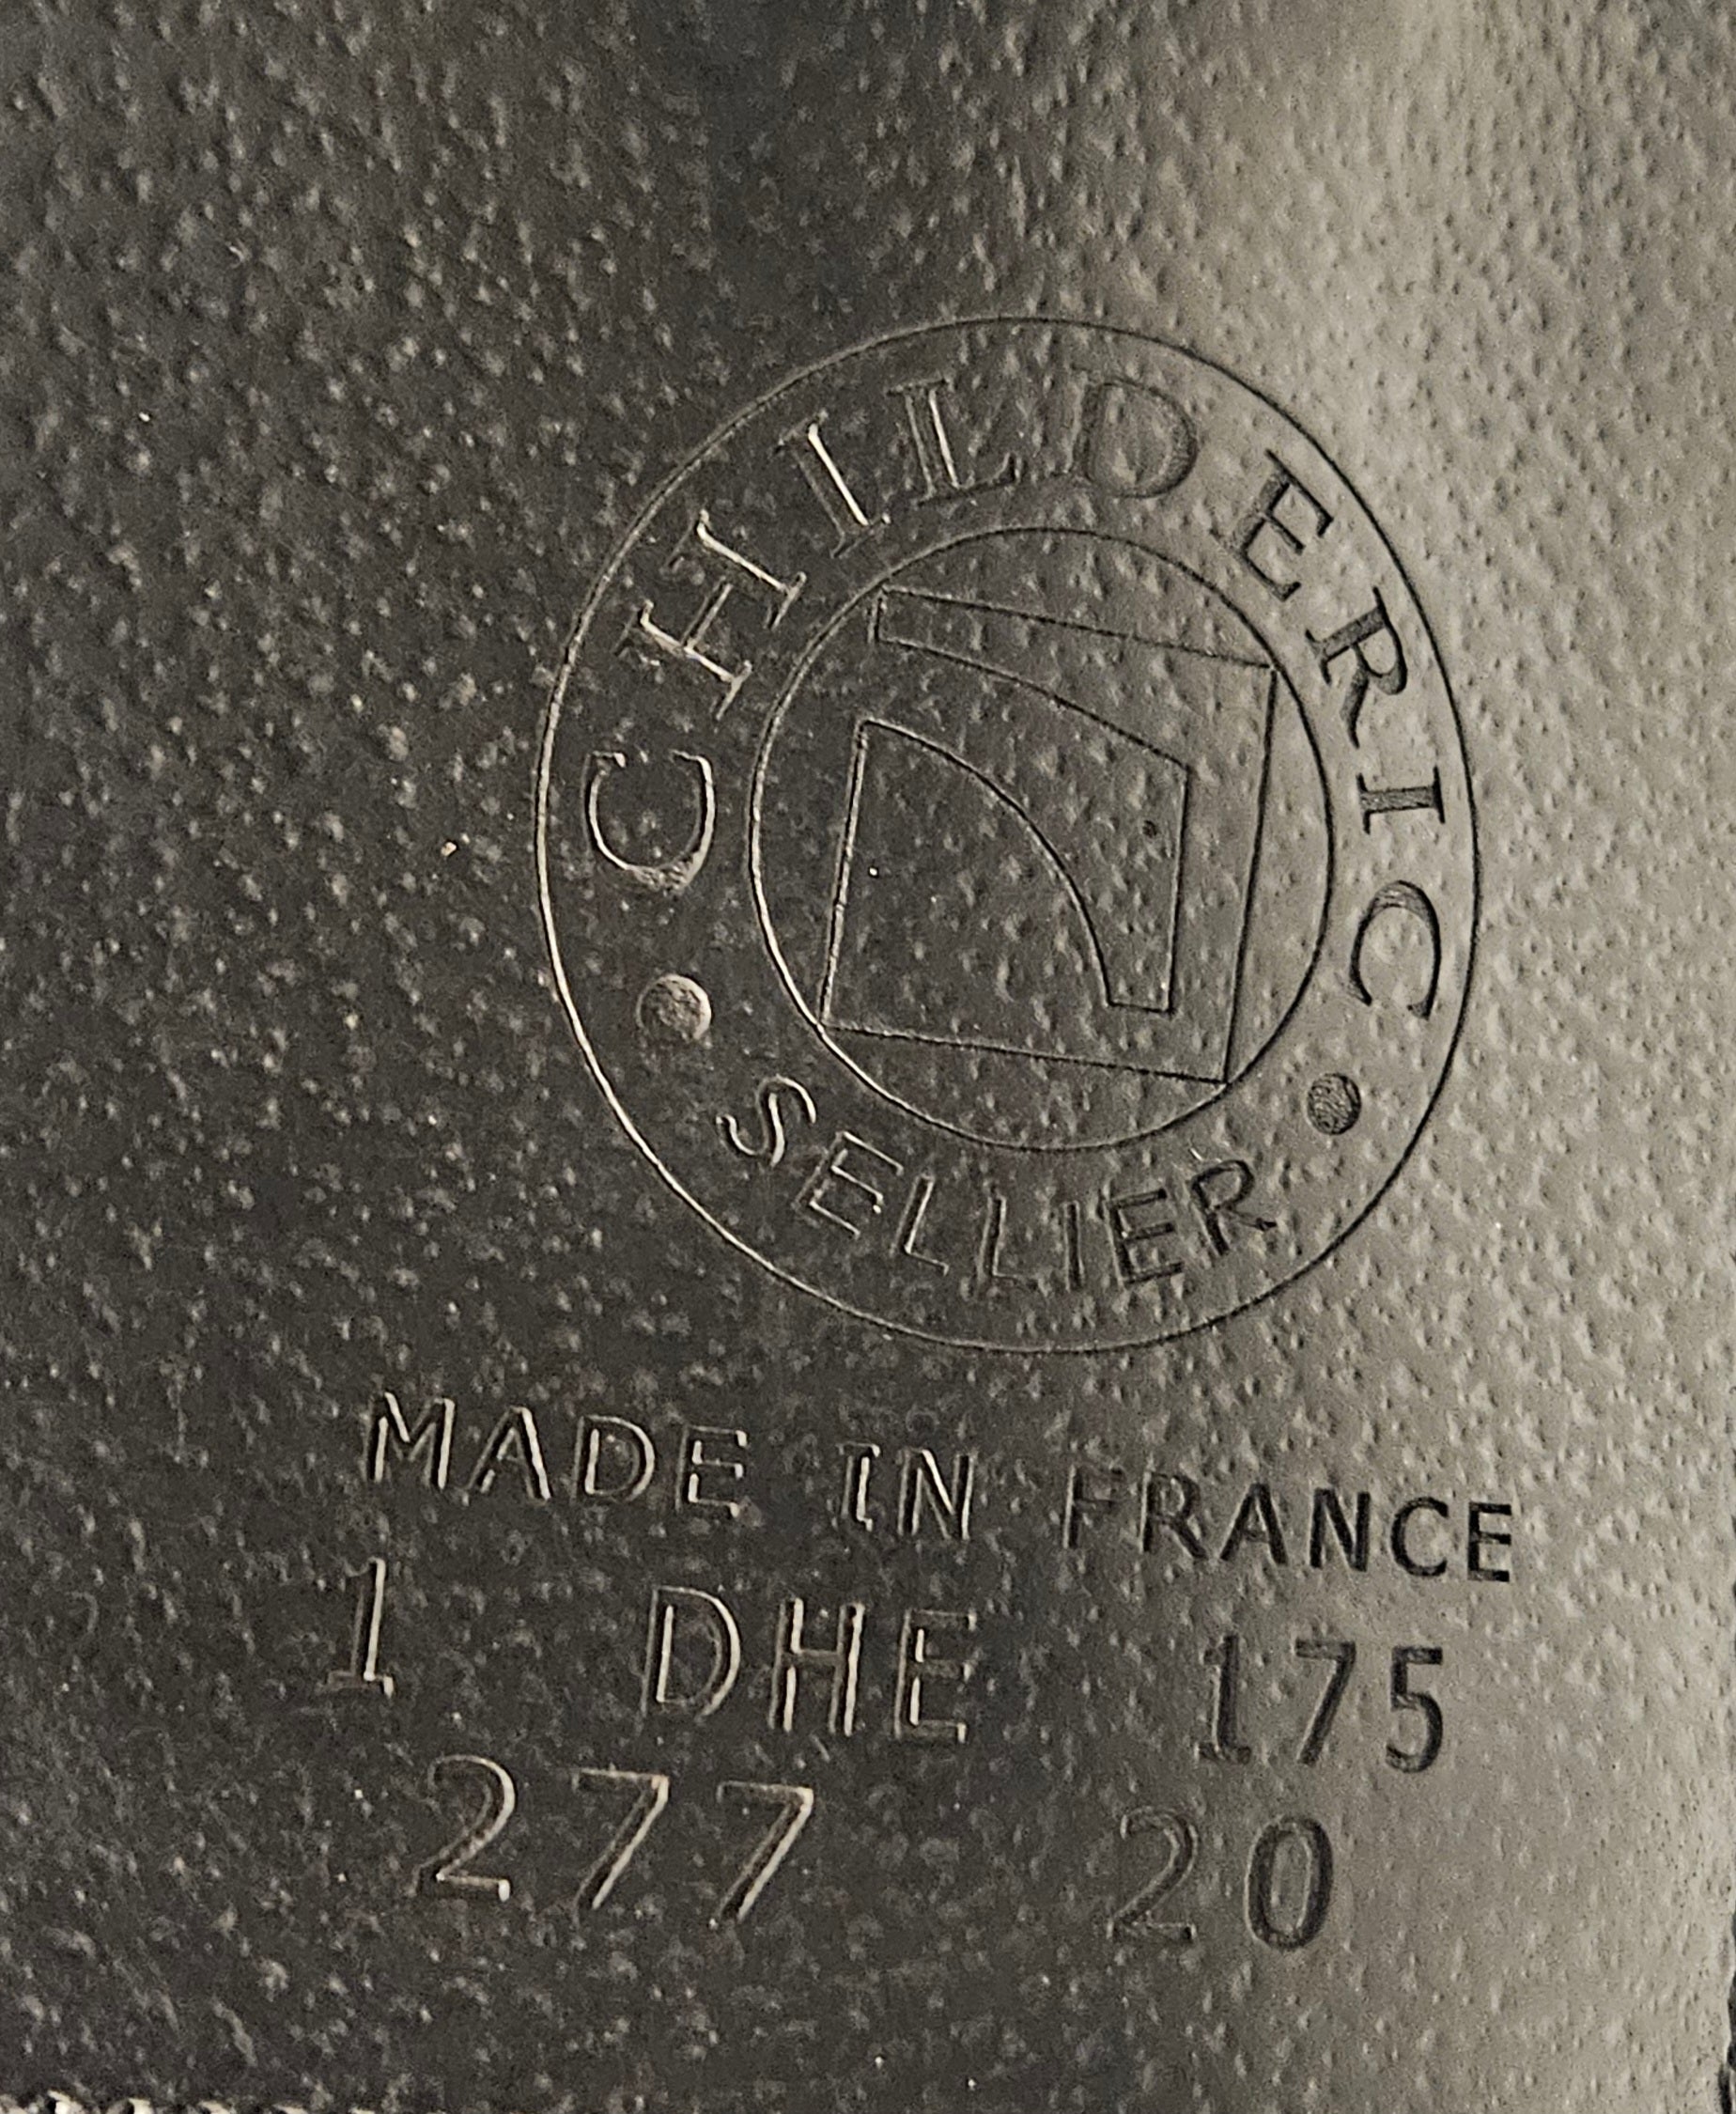 CHILDERIC
• SELLIER •
MADE IN FRANCE
1 DHE 175
277 20